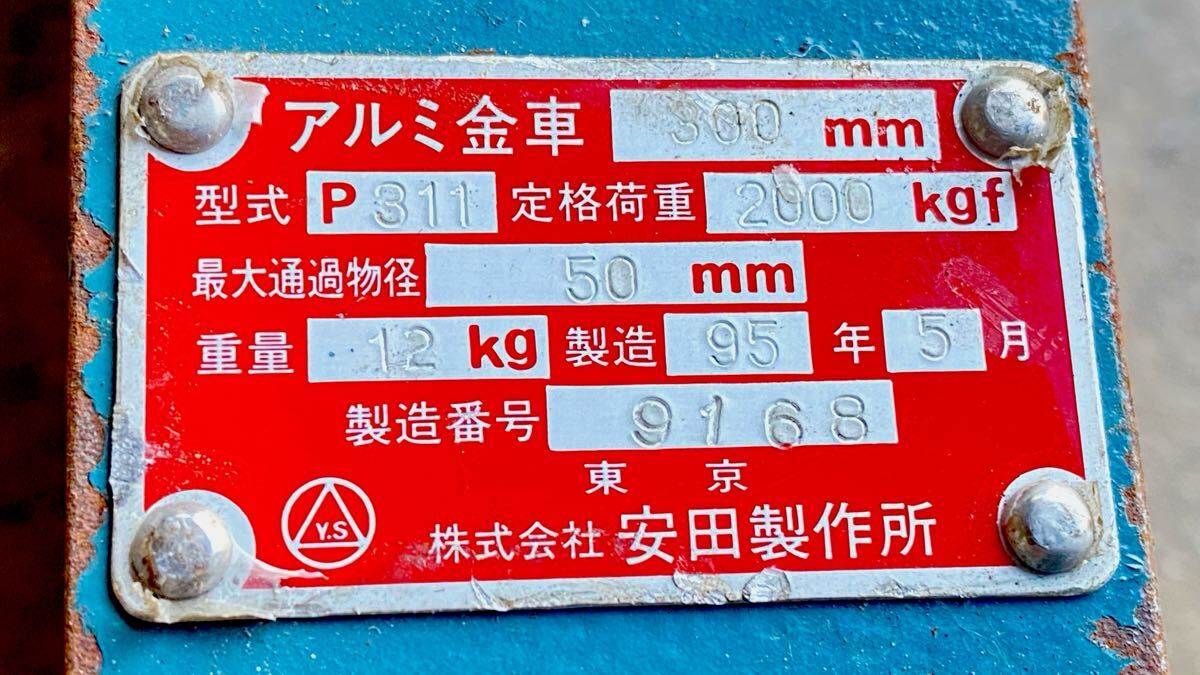 アルミ金車 300 mm
型式 P 311 定格荷重 2000 kgf
最大通過物径 50 mm
重量 12 kg 製造 95 年 5 月
製造番号 9168
東京
Y.S 株式会社 安田製作所